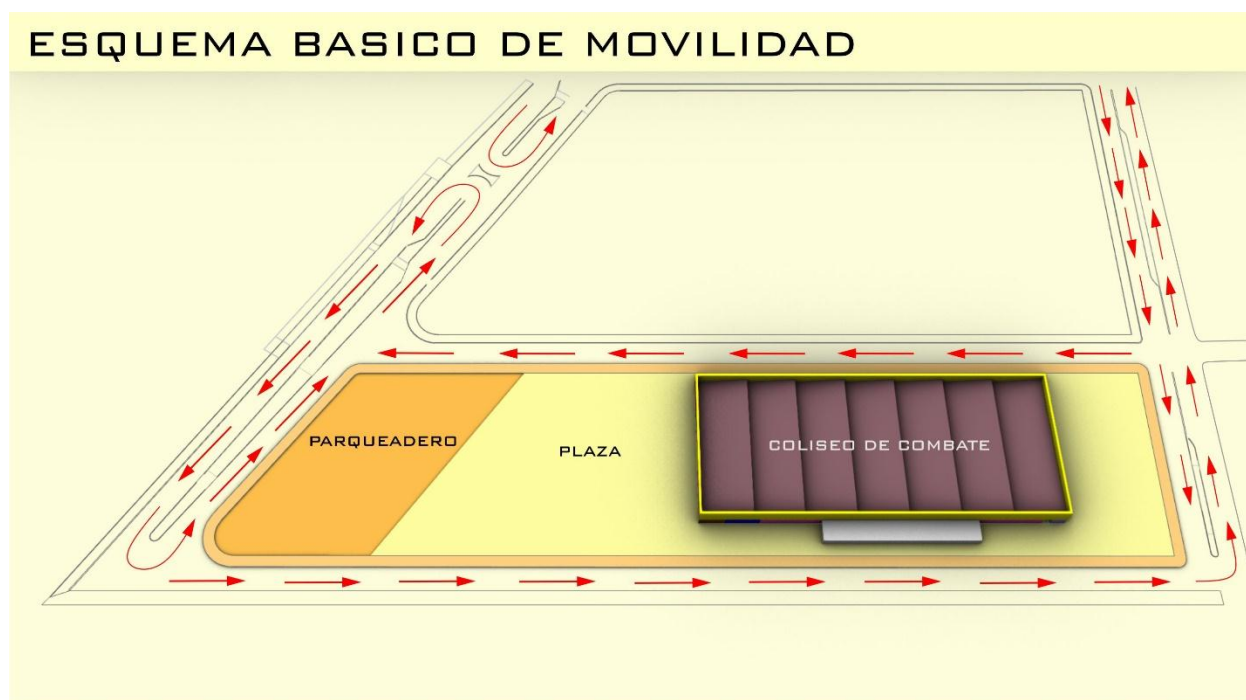 ESQUEMA BASICO DE MOVILIDAD
PARQUEADERO
PLAZA
COLISEO DE COMBATE